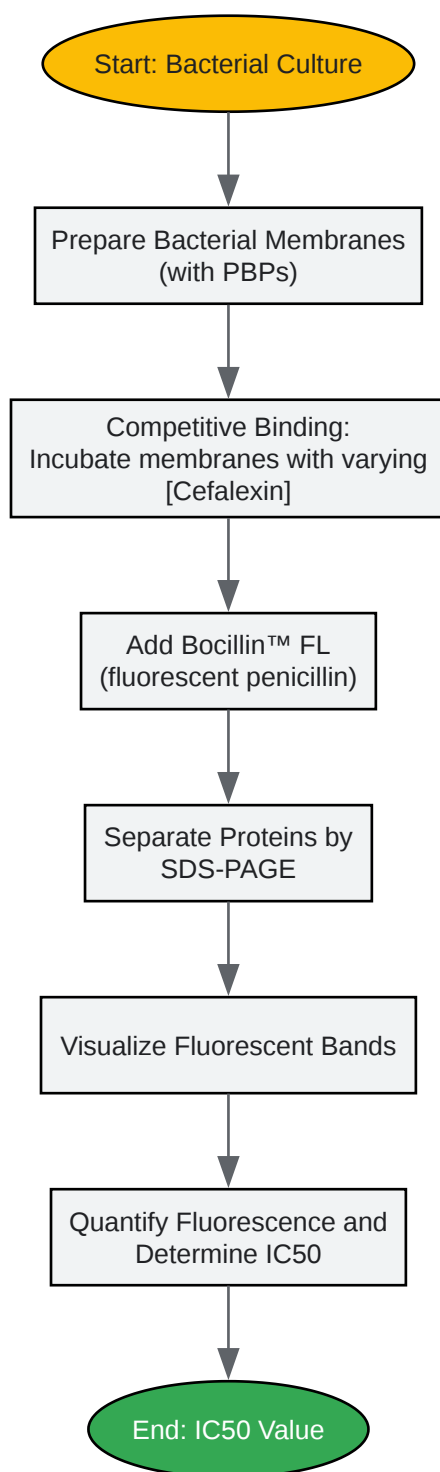 Start: Bacterial Culture
Prepare Bacterial Membranes
(with PBPs)
Competitive Binding:
Incubate membranes with varying
[Cefalexin]
Add Bocillin™ FL
(fluorescent penicillin)
Separate Proteins by
SDS-PAGE
Visualize Fluorescent Bands
Quantify Fluorescence and
Determine IC50
End: IC50 Value